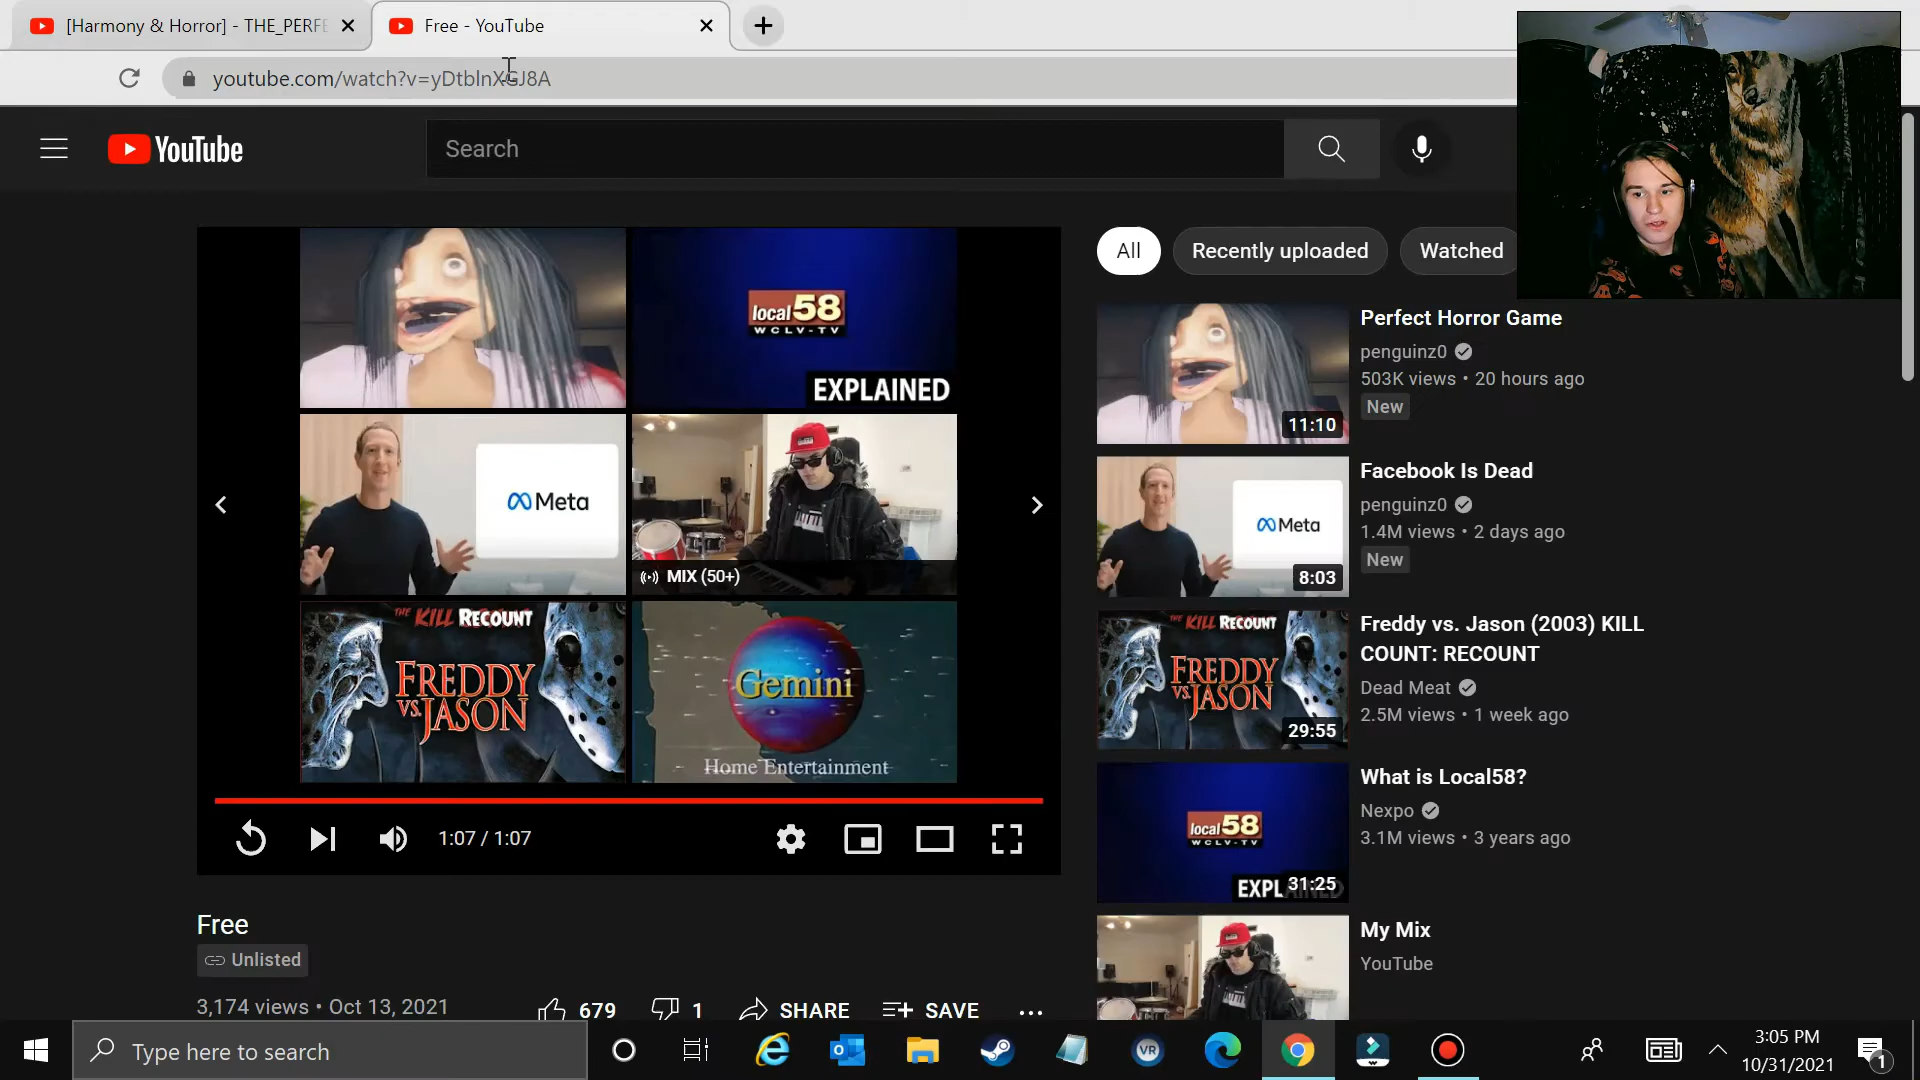 [Harmony & Horror] - THE_PERFE
Free - YouTube
youtube.com/watch?v=yDtblnXGJ8A
YouTube
Search
All
Recently uploaded
Watched
local58
WCLV-TV
EXPLAINED
Meta
MIX (50+)
THE KILL RECOUNT
FREDDY
VS.
JASON
Gemini
Home Entertainment
1:07 / 1:07
Free
Unlisted
3,174 views • Oct 13, 2021
679
1
SHARE
SAVE
11:10
Perfect Horror Game
penguinz0
503K views • 20 hours ago
New
Meta
8:03
Facebook Is Dead
penguinz0
1.4M views • 2 days ago
New
THE KILL RECOUNT
FREDDY
VS.
JASON
29:55
Freddy vs. Jason (2003) KILL
COUNT: RECOUNT
Dead Meat
2.5M views • 1 week ago
local58
WCLV-TV
31:25
What is Local58?
Nexpo
3.1M views • 3 years ago
My Mix
YouTube
Type here to search
VR
3:05 PM
10/31/2021
1